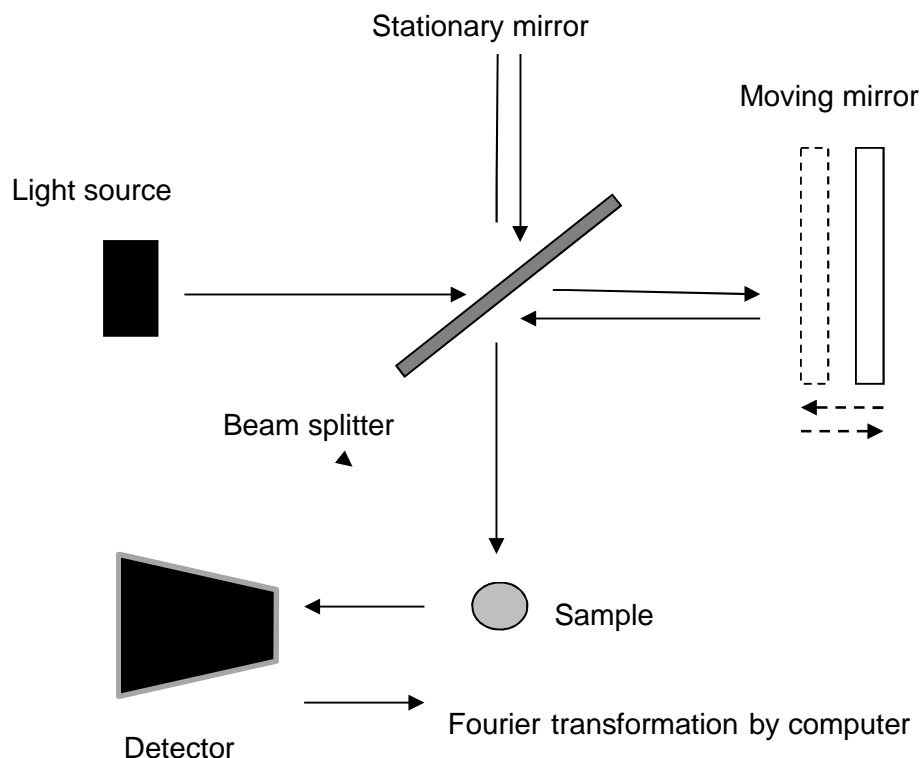 Stationary mirror
Moving mirror
Light source
Beam splitter
Sample
Fourier transformation by computer
Detector